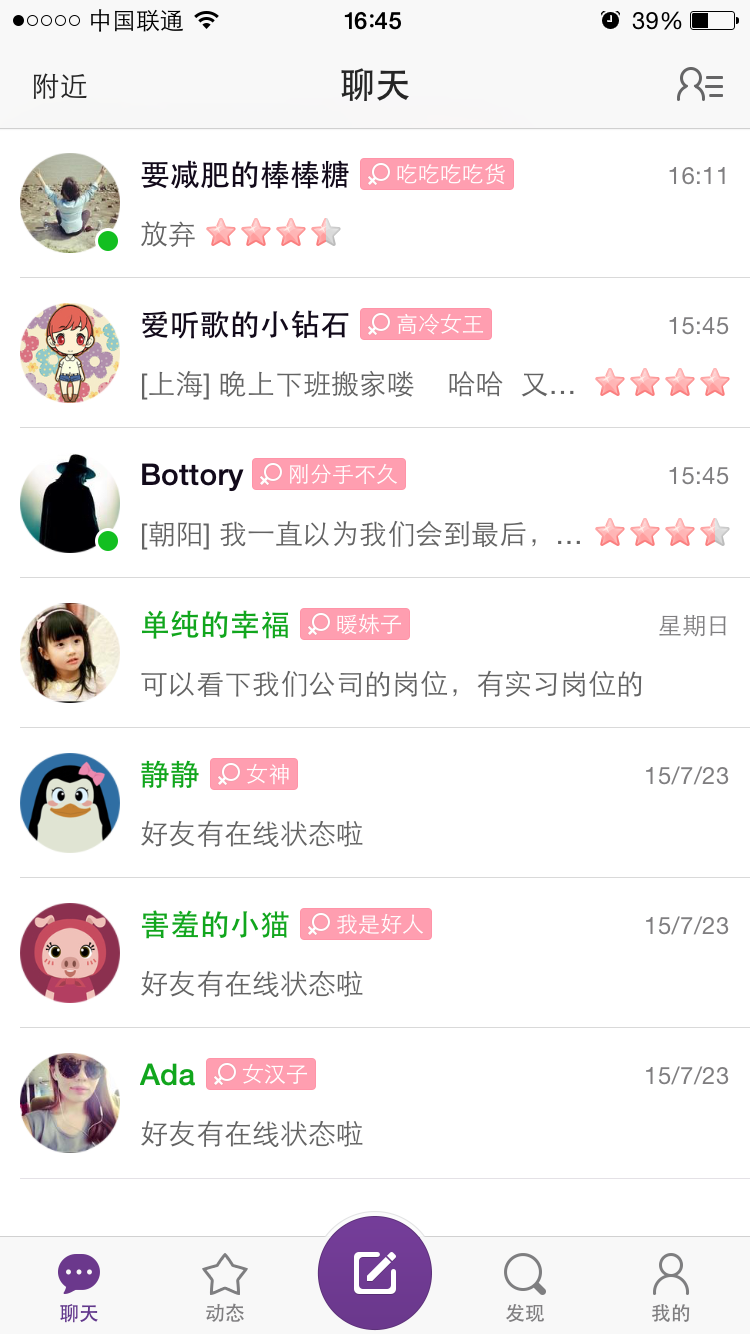 中国联通 16:45 39%
附近 聊天
要减肥的棒棒糖 吃吃吃吃货 16:11
放弃
爱听歌的小钻石 高冷女王 15:45
[上海] 晚上下班搬家喽 哈哈 又...
Bottory 刚分手不久 15:45
[朝阳] 我一直以为我们会到最后，...
单纯的幸福 暖妹子 星期日
可以看下我们公司的岗位，有实习岗位的
静静 女神 15/7/23
好友有在线状态啦
害羞的小猫 我是好人 15/7/23
好友有在线状态啦
Ada 女汉子 15/7/23
好友有在线状态啦
聊天 动态 发现 我的